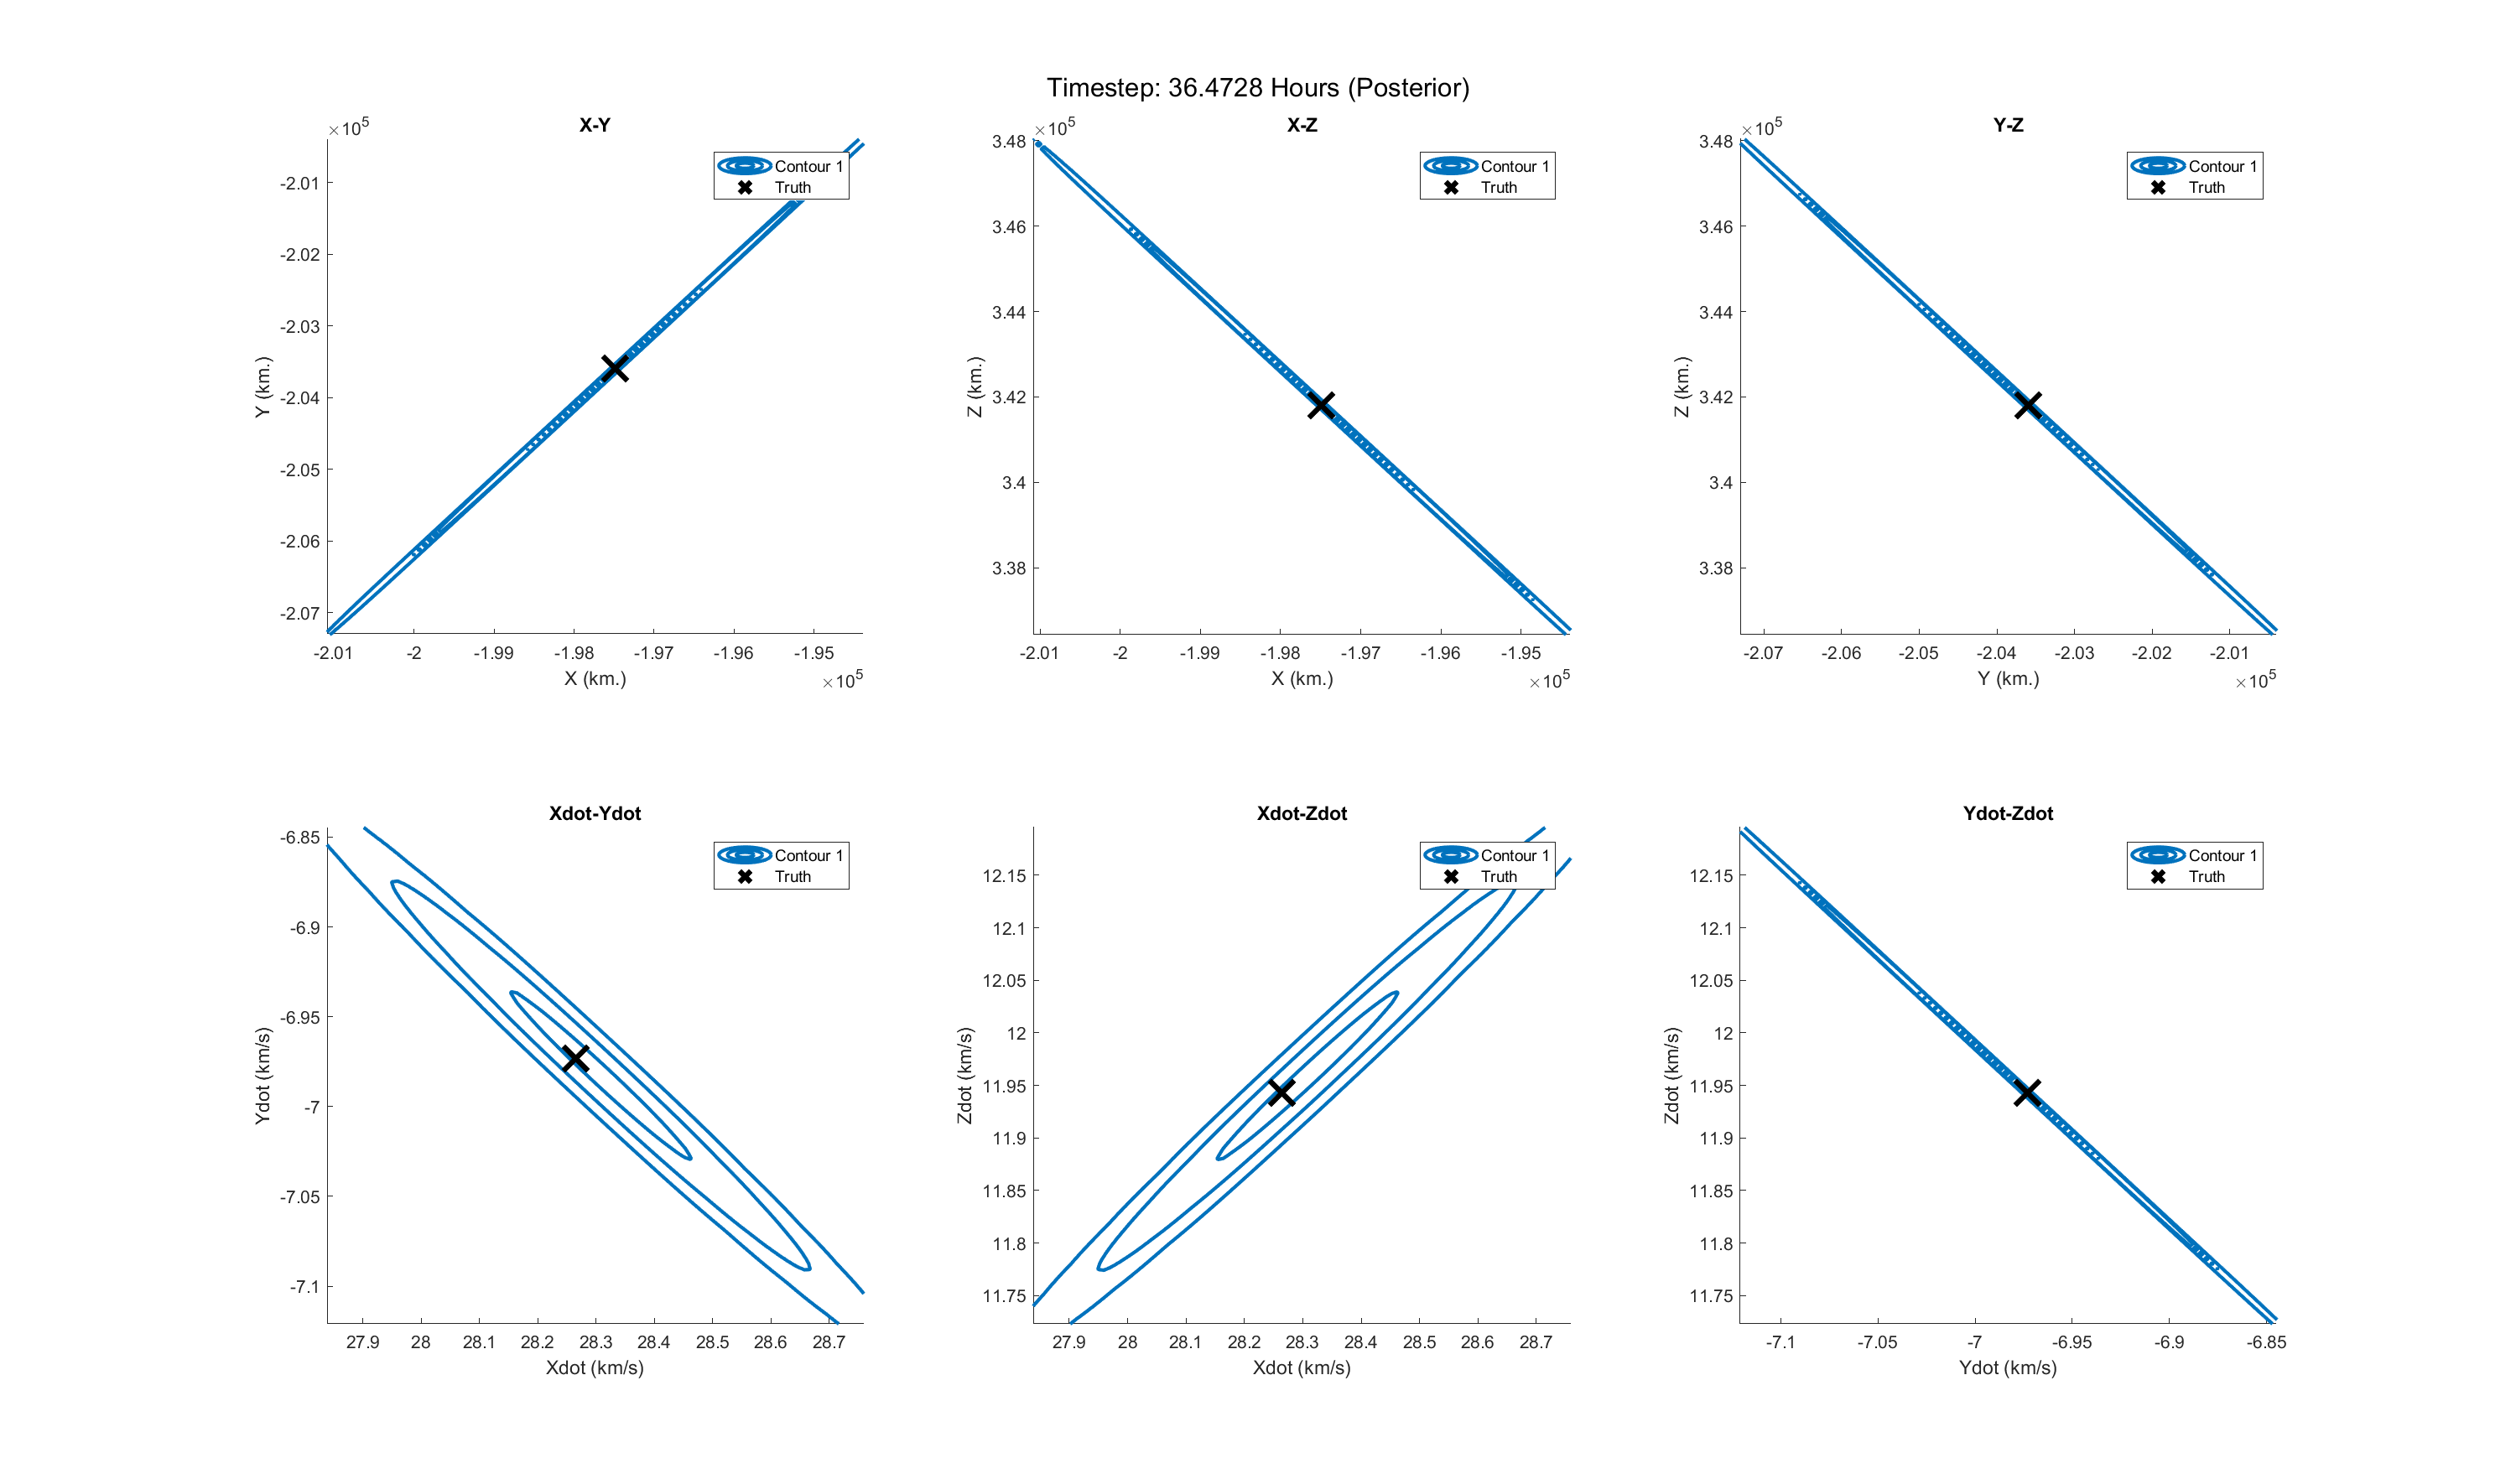 Timestep: 36.4728 Hours (Posterior)
X-Y
×10^5
-2.01
-2.02
-2.03
-2.04
-2.05
-2.06
-2.07
Y (km.)
-2.01 -2 -1.99 -1.98 -1.97 -1.96 -1.95
X (km.)
×10^5
Contour 1
Truth
X-Z
×10^5
3.48
3.46
3.44
3.42
3.4
3.38
Z (km.)
-2.01 -2 -1.99 -1.98 -1.97 -1.96 -1.95
X (km.)
×10^5
Contour 1
Truth
Y-Z
×10^5
3.48
3.46
3.44
3.42
3.4
3.38
Z (km.)
-2.07 -2.06 -2.05 -2.04 -2.03 -2.02 -2.01
Y (km.)
×10^5
Contour 1
Truth
Xdot-Ydot
-6.85
-6.9
-6.95
-7
-7.05
-7.1
Ydot (km/s)
27.9 28 28.1 28.2 28.3 28.4 28.5 28.6 28.7
Xdot (km/s)
Contour 1
Truth
Xdot-Zdot
12.15
12.1
12.05
12
11.95
11.9
11.85
11.8
11.75
Zdot (km/s)
27.9 28 28.1 28.2 28.3 28.4 28.5 28.6 28.7
Xdot (km/s)
Contour 1
Truth
Ydot-Zdot
12.15
12.1
12.05
12
11.95
11.9
11.85
11.8
11.75
Zdot (km/s)
-7.1 -7.05 -7 -6.95 -6.9 -6.85
Ydot (km/s)
Contour 1
Truth